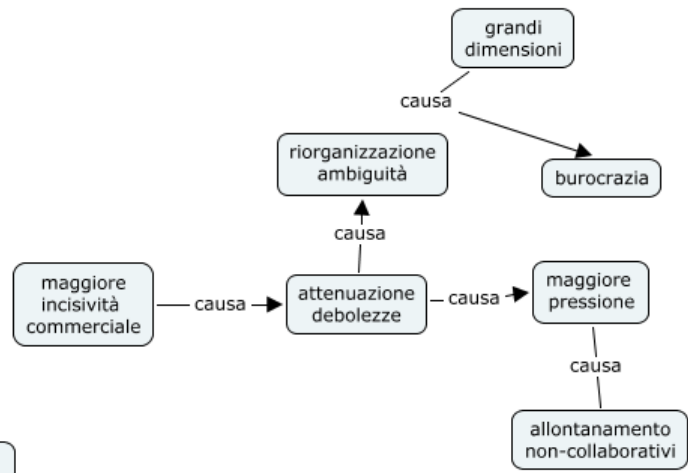 grandi
dimensioni
causa
riorganizzazione
ambiguità
burocrazia
causa
maggiore
incisività
commerciale
causa
attenuazione
debolezze
causa
maggiore
pressione
causa
allontanamento
non-collaborativi